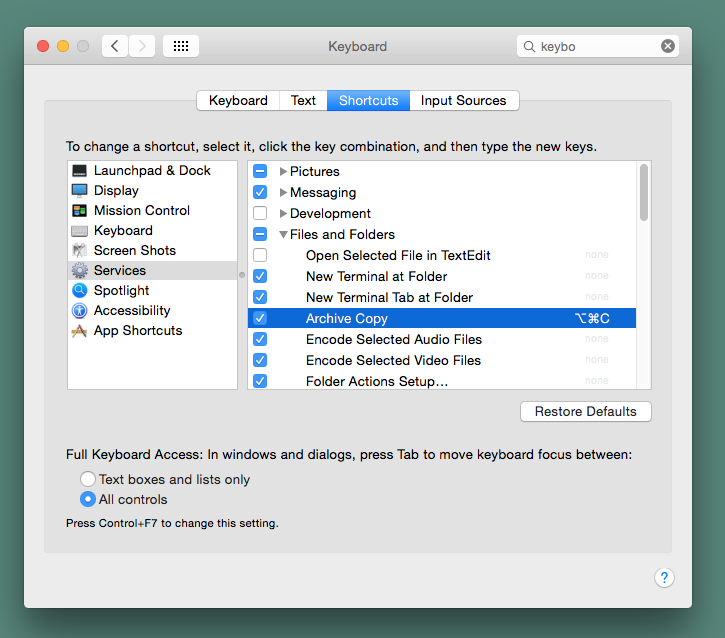 Keyboard
keybo
Keyboard Text Shortcuts Input Sources
To change a shortcut, select it, click the key combination, and then type the new keys.
Launchpad & Dock
Display
Mission Control
Keyboard
Screen Shots
Services
Spotlight
Accessibility
App Shortcuts
Pictures
Messaging
Development
Files and Folders
Open Selected File in TextEdit none
New Terminal at Folder none
New Terminal Tab at Folder none
Archive Copy ⌥⌘C
Encode Selected Audio Files none
Encode Selected Video Files none
Folder Actions Setup... none
Restore Defaults
Full Keyboard Access: In windows and dialogs, press Tab to move keyboard focus between:
Text boxes and lists only
All controls
Press Control+F7 to change this setting.
?